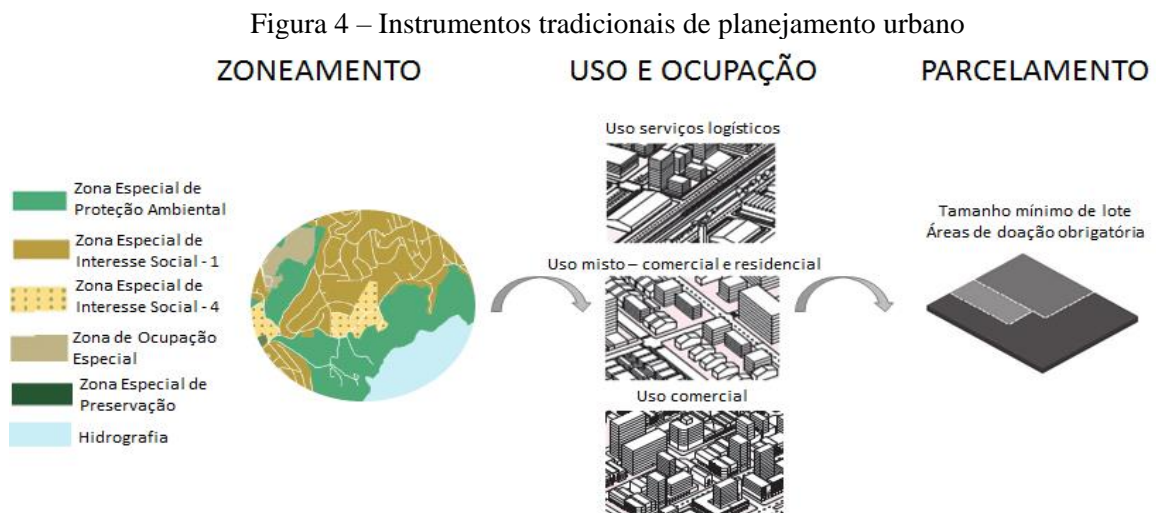 Figura 4 – Instrumentos tradicionais de planejamento urbano
ZONEAMENTO
USO E OCUPAÇÃO
PARCELAMENTO
Zona Especial de
Proteção Ambiental
Zona Especial de
Interesse Social - 1
Zona Especial de
Interesse Social - 4
Zona de Ocupação
Especial
Zona Especial de
Preservação
Hidrografia
Uso serviços logísticos
Uso misto – comercial e residencial
Uso comercial
Tamanho mínimo de lote
Áreas de doação obrigatória